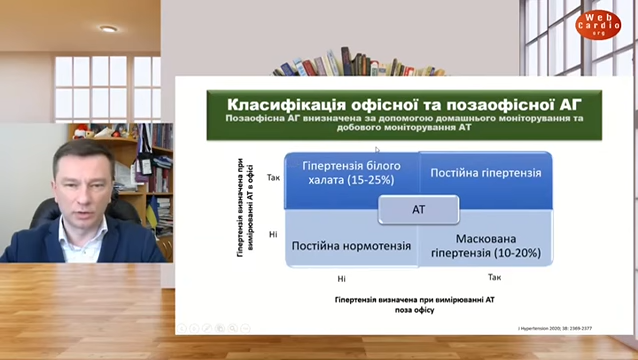 Web
Cardio
org
Класифікація офісної та позаофісної АГ
Позаофісна АГ внизначена за допомогою домашнього моніторування та
добового моніторування АТ
Гіпертензія визначена при
вимірюванні АТ в офісі
Так
Гіпертензія білого
халата (15-25%)
Постійна гіпертензія
АТ
Ні
Постійна нормотензія
Маскована
гіпертензія (10-20%)
Ні
Так
Гіпертензія визначена при вимірюванні АТ
поза офісу
J Hypertension 2020; 38: 2369-2377